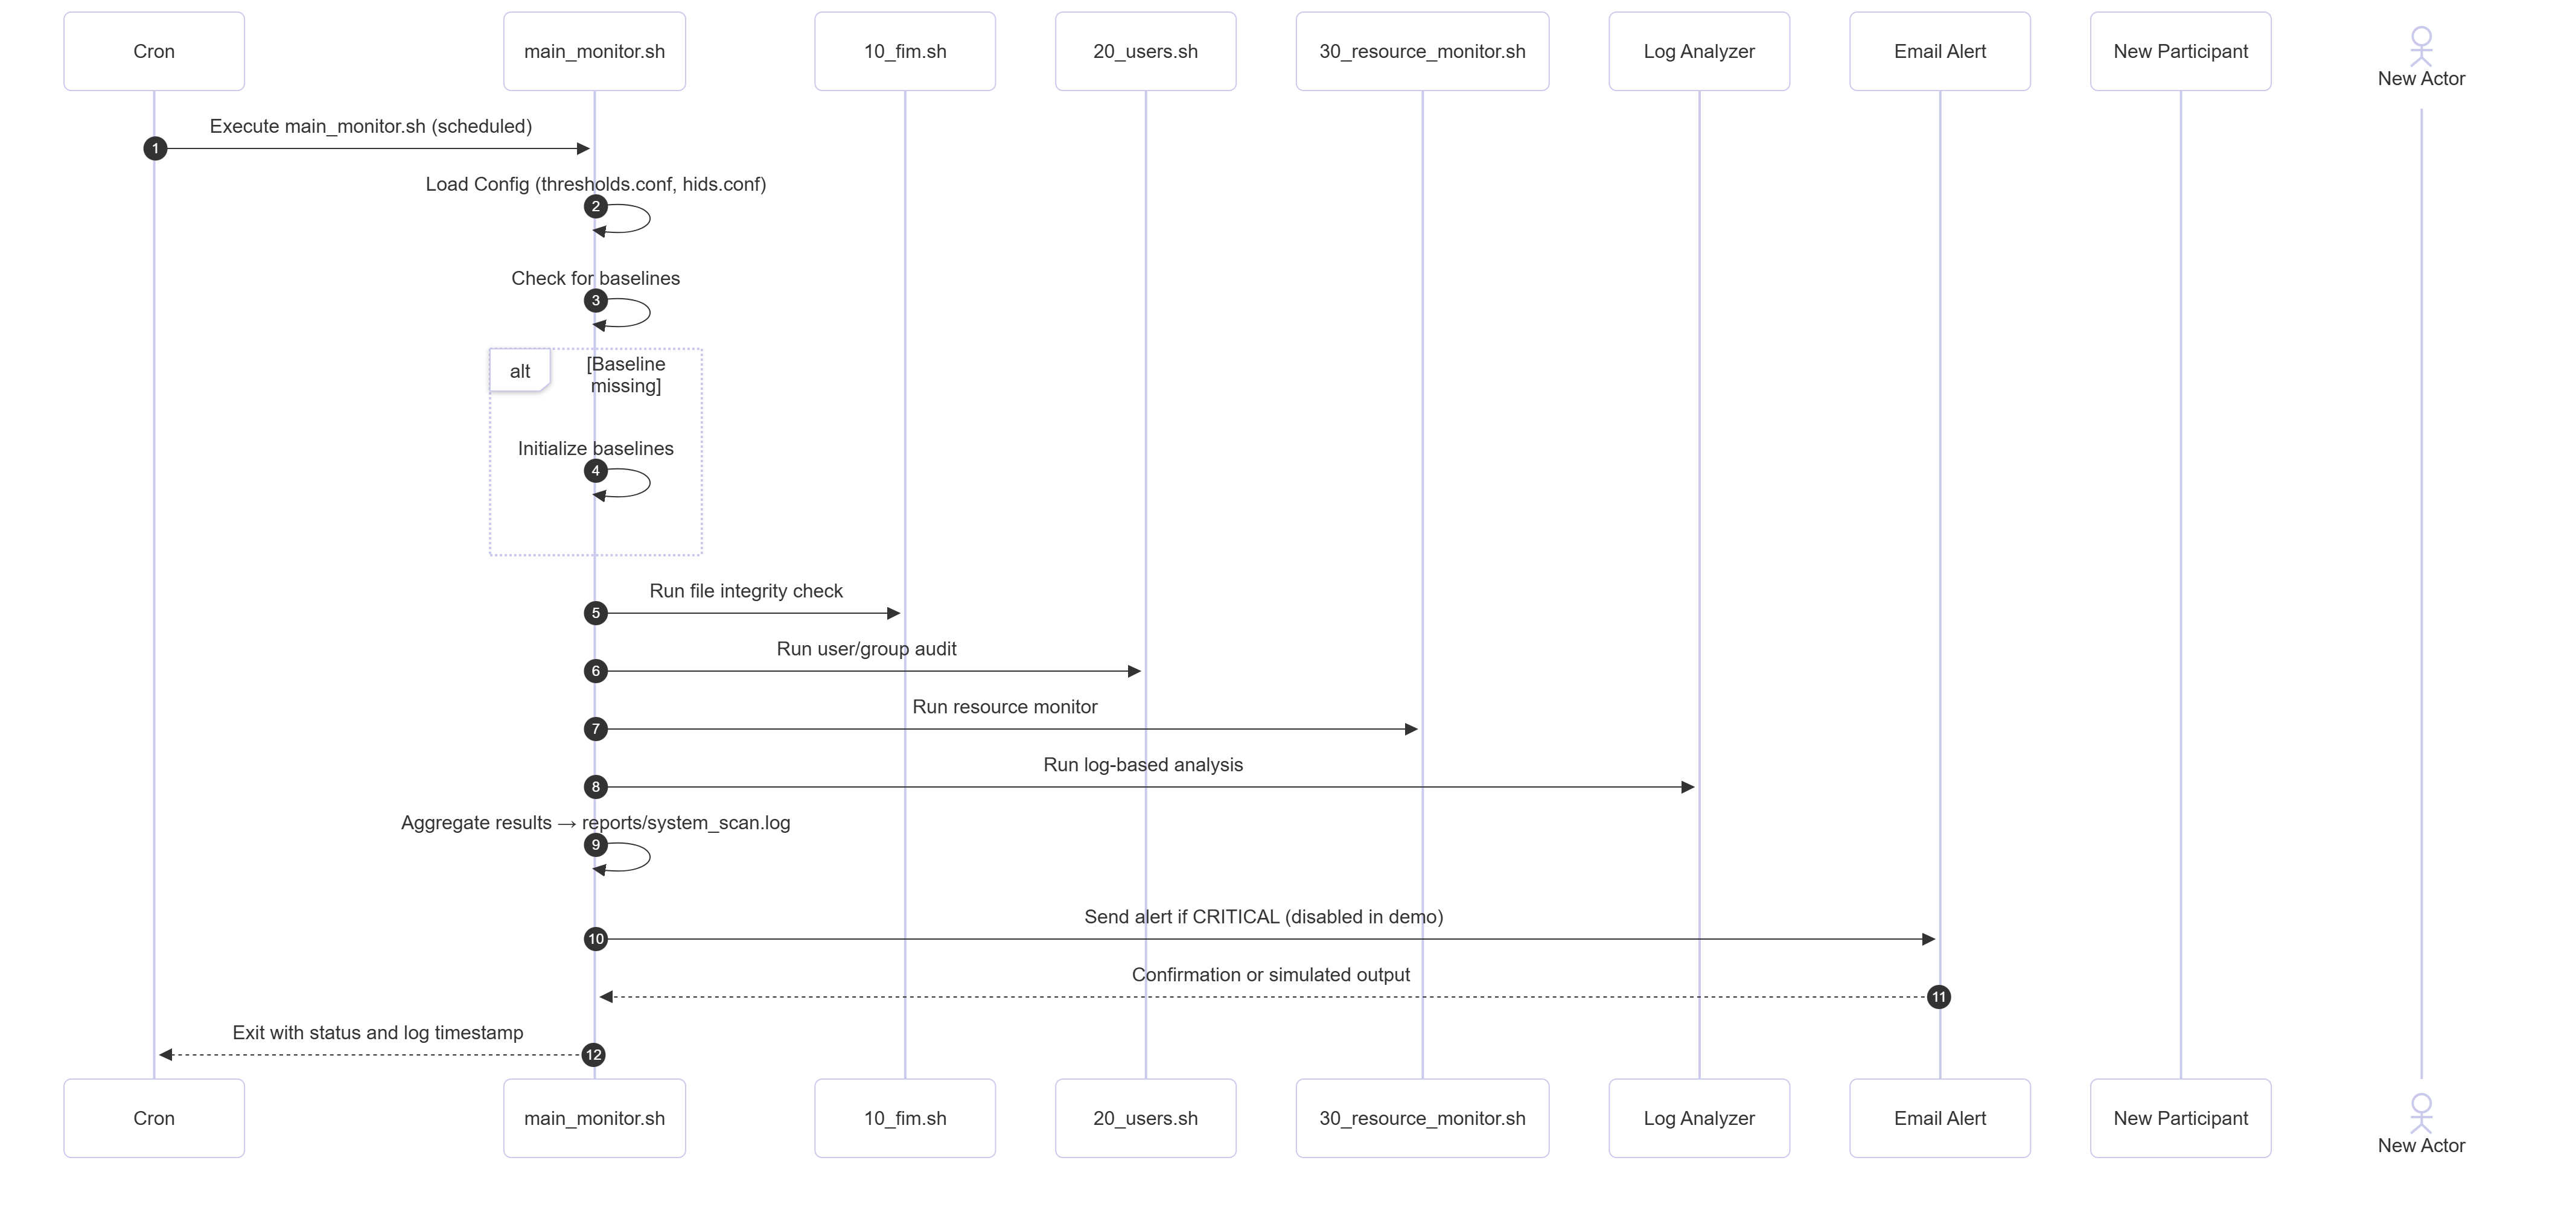 Cron
main_monitor.sh
10_fim.sh
20_users.sh
30_resource_monitor.sh
Log Analyzer
Email Alert
New Participant
New Actor
Execute main_monitor.sh (scheduled)
1
Load Config (thresholds.conf, hids.conf)
2
Check for baselines
3
alt
[Baseline
missing]
Initialize baselines
4
Run file integrity check
5
Run user/group audit
6
Run resource monitor
7
Run log-based analysis
8
Aggregate results → reports/system_scan.log
9
Send alert if CRITICAL (disabled in demo)
10
Confirmation or simulated output
11
Exit with status and log timestamp
12
Cron
main_monitor.sh
10_fim.sh
20_users.sh
30_resource_monitor.sh
Log Analyzer
Email Alert
New Participant
New Actor